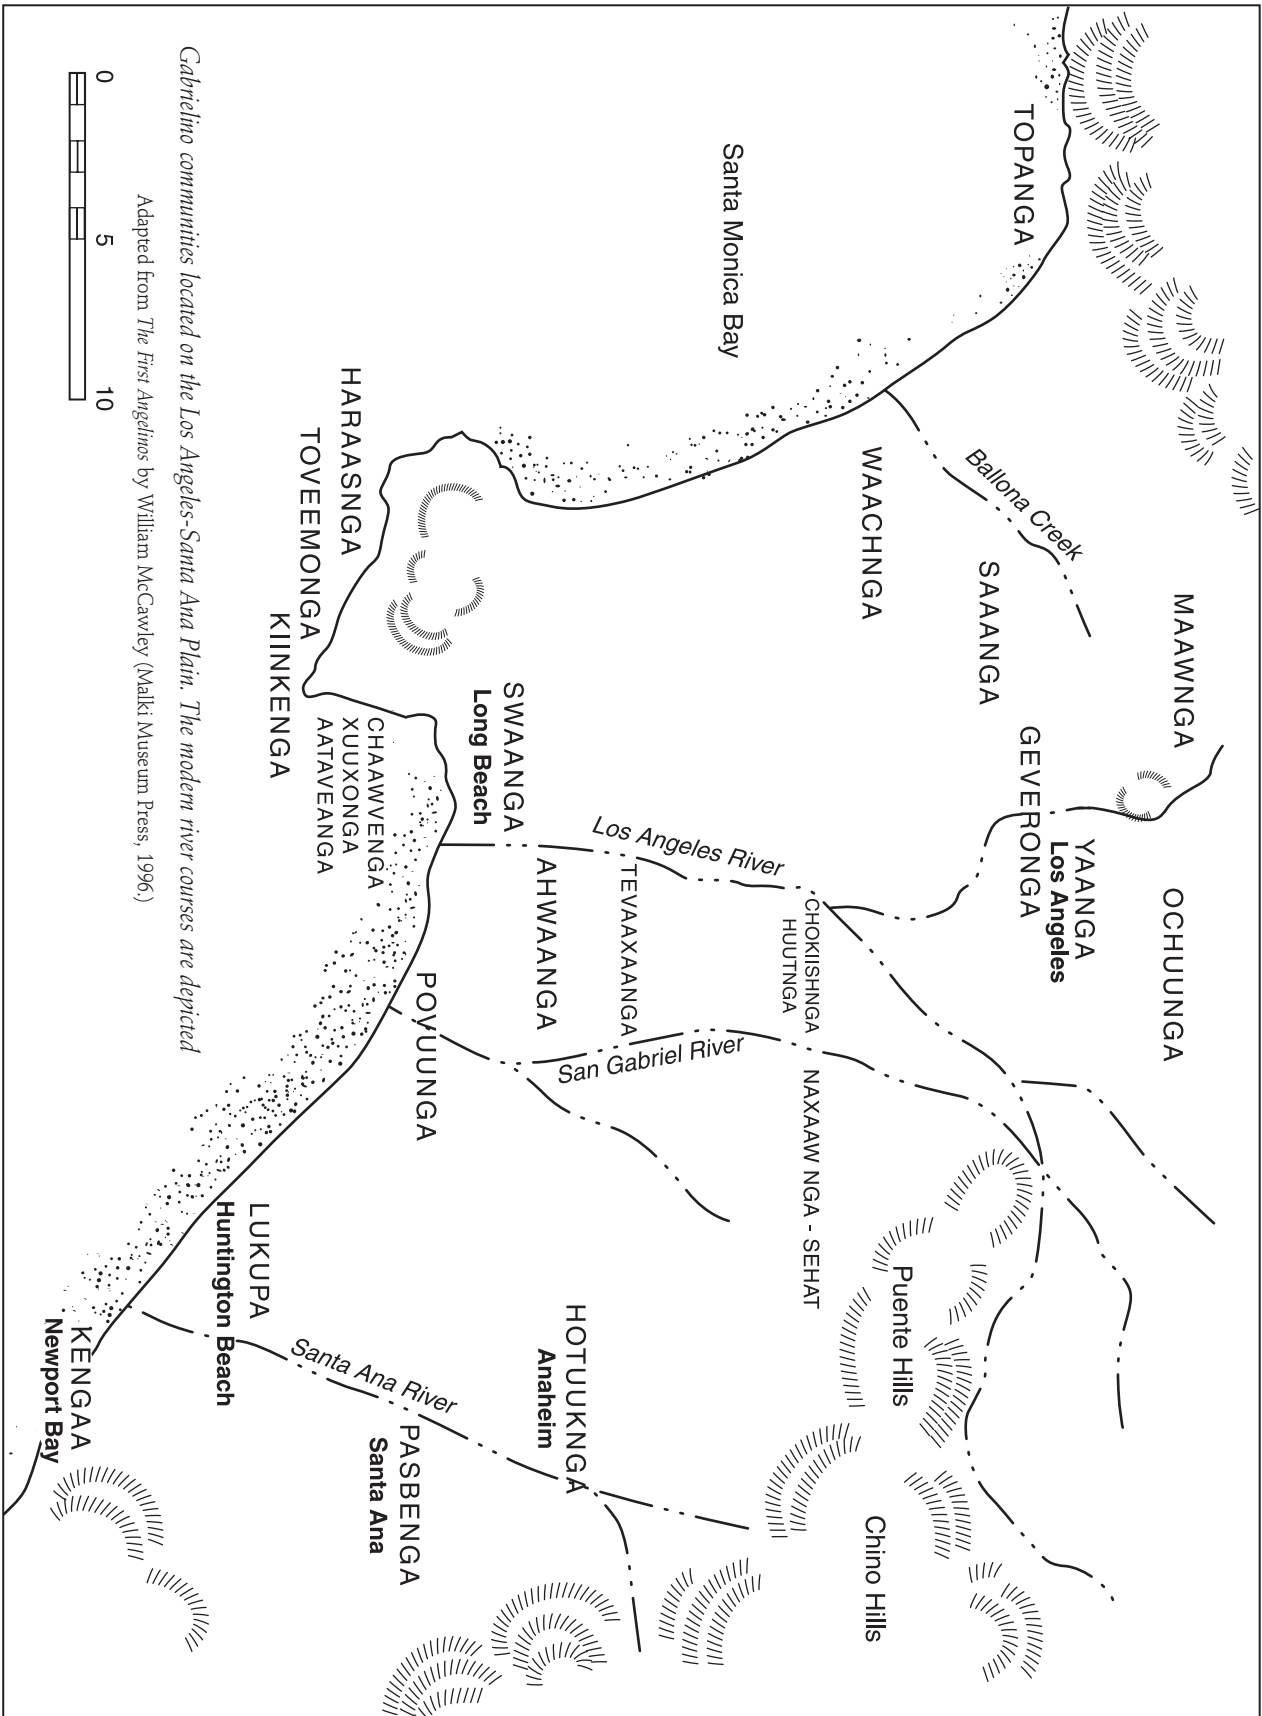 TOPANGA
Santa Monica Bay
Ballona Creek
WAACHNGA
SAAANGA
MAAWNGA
GEVERONGA
YAANGA
Los Angeles
OCHUUNGA
HARAASNGA
TOVEEMONGA
KIINKENGA
CHAAWVENGA
XUUXONGA
AATAVEANGA
SWAANGA
Long Beach
Los Angeles River
AHWAANGA
TEVAAXAANGA
CHOKIISHNGA
HUUTNGA
San Gabriel River
NAXAAW NGA - SEHAT
POVUUNGA
Puente Hills
Chino Hills
LUKUPA
Huntington Beach
Santa Ana River
HOTUUKNGA
Anaheim
PASBENGA
Santa Ana
KENGAA
Newport Bay
Gabrielino communities located on the Los Angeles-Santa Ana Plain. The modern river courses are depicted
Adapted from The First Angelinos by William McCawley (Malki Museum Press, 1996.)
0 5 10